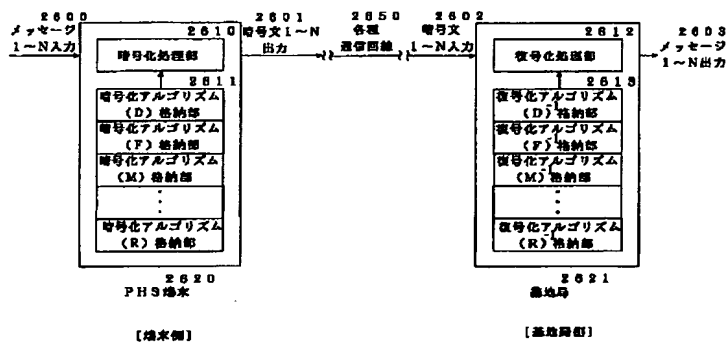 2600
メッセージ
1～N入力
2610
暗号化処理部
2611
暗号化アルゴリズム
(D)格納部
暗号化アルゴリズム
(F)格納部
暗号化アルゴリズム
(M)格納部
暗号化アルゴリズム
(R)格納部
2620
PHS端末
[端末側]
2601
暗号文1～N
出力
2650
各種
通信回線
2602
暗号文
1～N入力
2612
復号化処理部
2613
復号化アルゴリズム
(D)-1格納部
復号化アルゴリズム
(F)-1格納部
復号化アルゴリズム
(M)-1格納部
復号化アルゴリズム
(R)-1格納部
2621
基地局
[基地局側]
2603
メッセージ
1～N出力